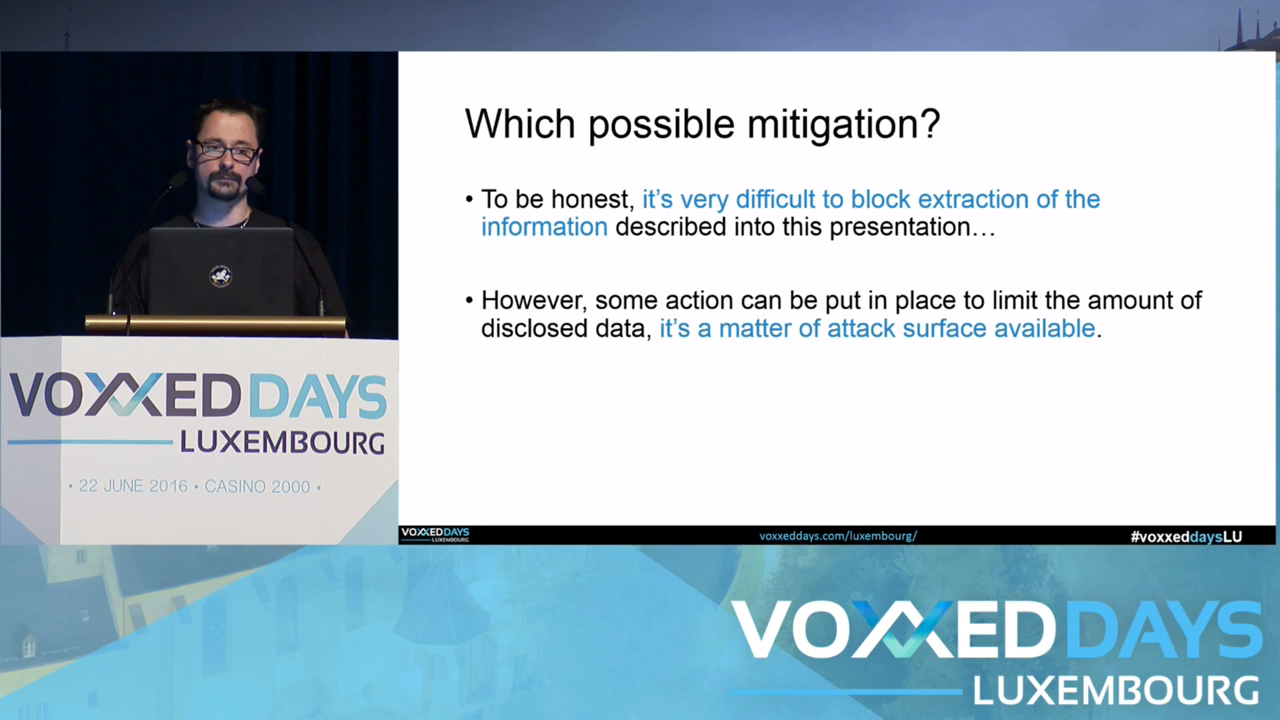 Which possible mitigation?
• To be honest, it's very difficult to block extraction of the
information described into this presentation…
• However, some action can be put in place to limit the amount of
disclosed data, it's a matter of attack surface available.
VOXXED DAYS
LUXEMBOURG
• 22 JUNE 2016 • CASINO 2000 •
VOXXED DAYS
LUXEMBOURG
voxxeddays.com/luxembourg/
#voxxeddaysLU
VOXXED DAYS
LUXEMBOURG